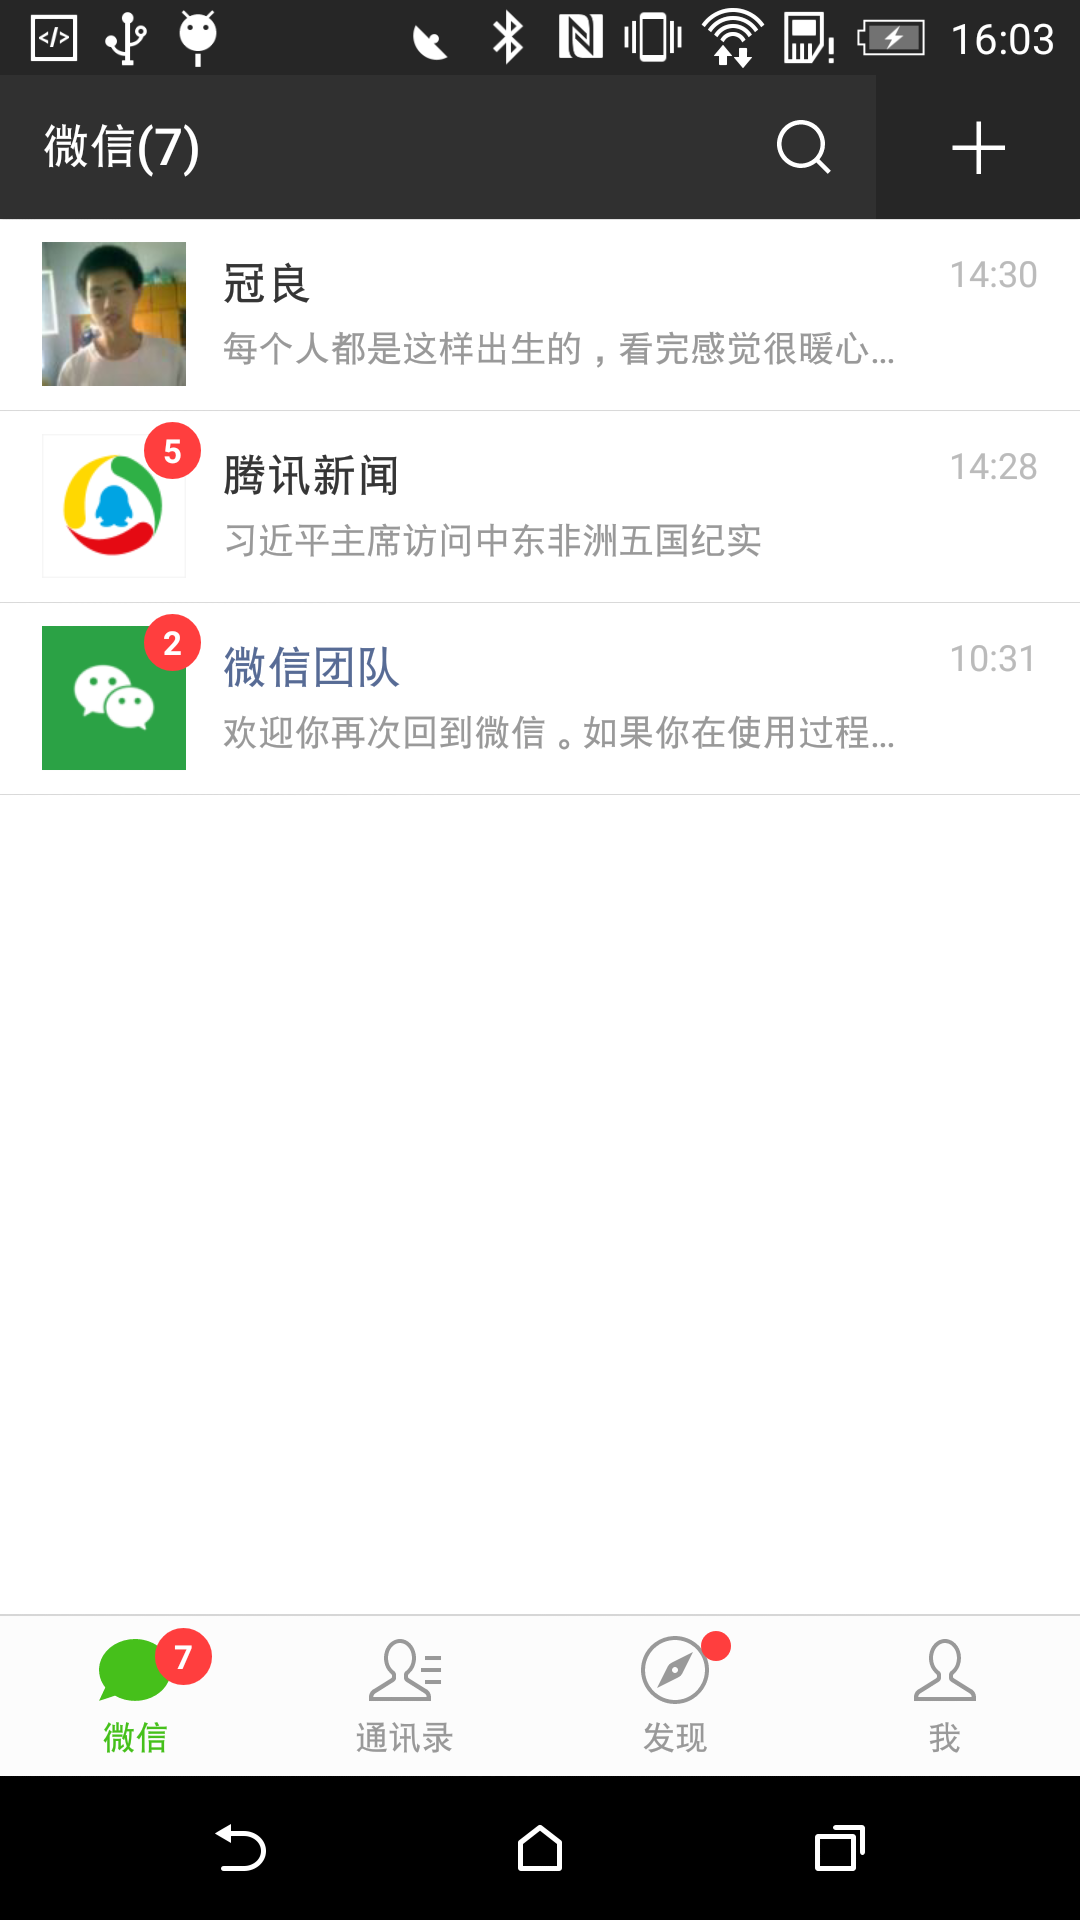 16:03
微信(7)
冠良
14:30
每个人都是这样出生的，看完感觉很暖心...
5
腾讯新闻
14:28
习近平主席访问中东非洲五国纪实
2
微信团队
10:31
欢迎你再次回到微信。如果你在使用过程...
7
微信
通讯录
发现
我